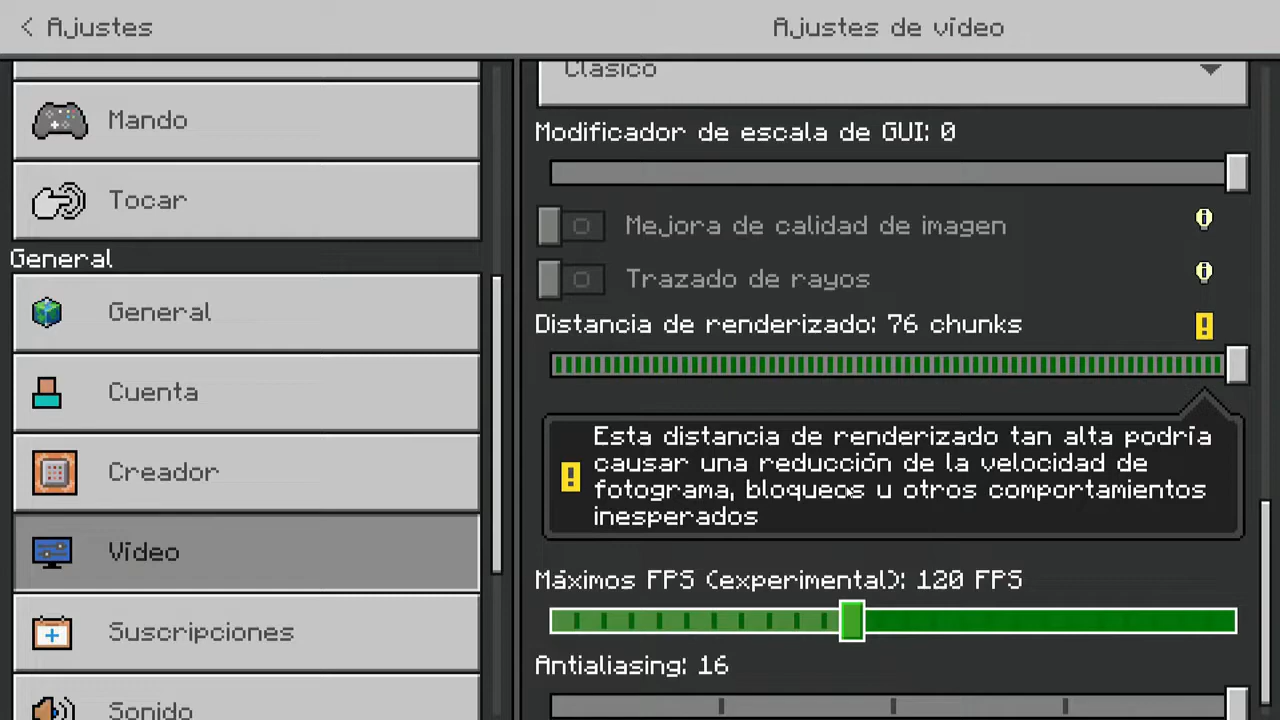 Ajustes
Ajustes de vídeo
Mando
Tocar
General
General
Cuenta
Creador
Vídeo
Suscripciones
Sonido
Clásico
Modificador de escala de GUI: 0
Mejora de calidad de imagen
Trazado de rayos
Distancia de renderizado: 76 chunks
Esta distancia de renderizado tan alta podría
causar una reducción de la velocidad de
fotograma, bloqueos u otros comportamientos
inesperados
Máximos FPS (experimental): 120 FPS
Antialiasing: 16